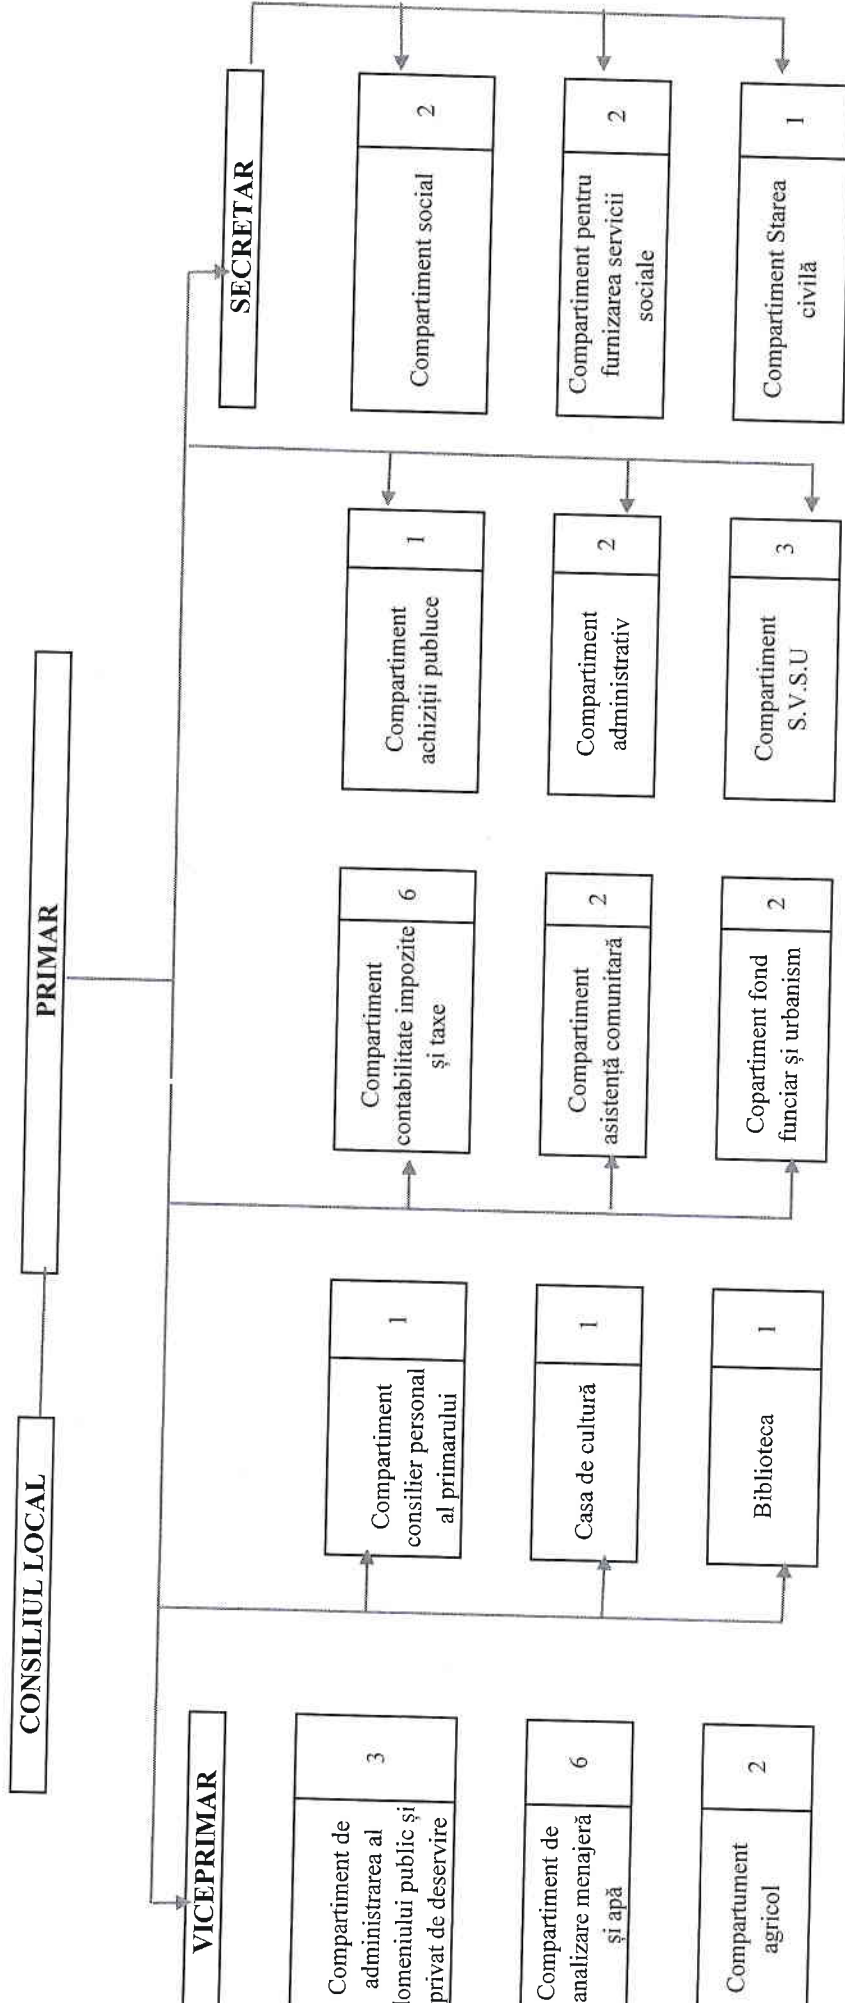 CONSILIUL LOCAL
PRIMAR
VICEPRIMAR
SECRETAR
Compartiment de
administrarea al
domeniului public și
privat de deservire
3
Compartiment
consilier personal
al primarului
1
Compartiment
contabilitate impozite
și taxe
6
Compartiment
achiziții publuce
1
Compartiment social
2
Compartiment de
analizare menajeră
și apă
6
Casa de cultură
1
Compartiment
asistență comunitară
2
Compartiment
administrativ
2
Compartiment pentru
furnizarea servicii
sociale
2
Compartument
agricol
2
Biblioteca
1
Copartiment fond
funciar și urbanism
2
Compartiment
S.V.S.U
3
Compartiment Starea
civilă
1